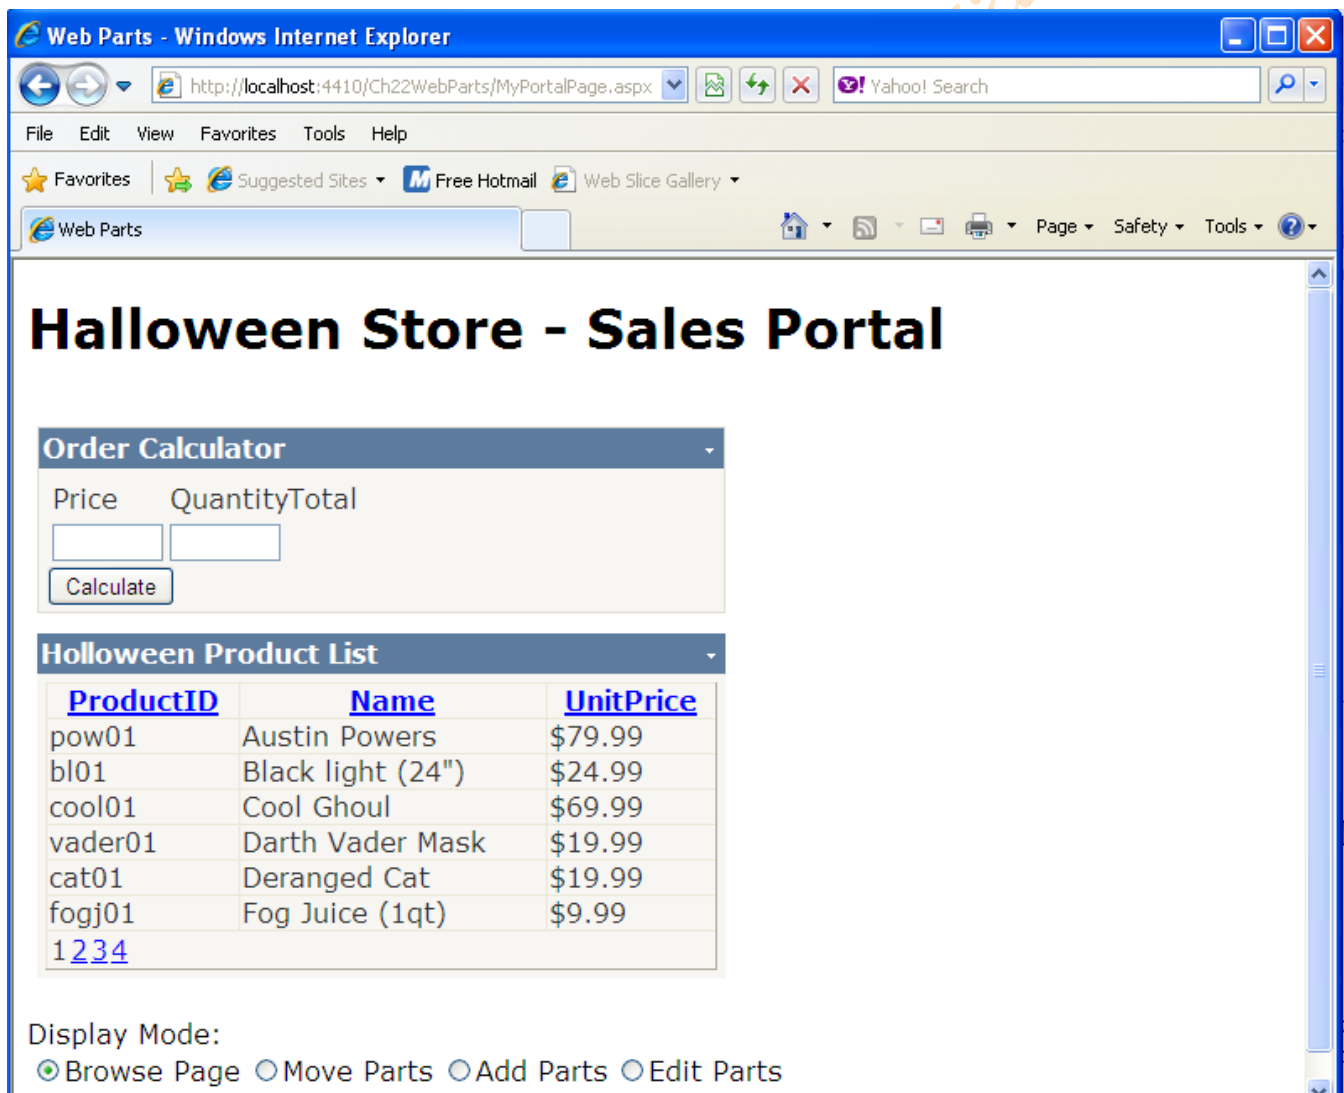 Web Parts - Windows Internet Explorer
http://localhost:4410/Ch22WebParts/MyPortalPage.aspx Yahoo! Search
File Edit View Favorites Tools Help
Favorites Suggested Sites Free Hotmail Web Slice Gallery
Web Parts Page Safety Tools
Halloween Store - Sales Portal
Order Calculator
Price QuantityTotal
Calculate
Holloween Product List
ProductID Name UnitPrice
pow01 Austin Powers $79.99
bl01 Black light (24") $24.99
cool01 Cool Ghoul $69.99
vader01 Darth Vader Mask $19.99
cat01 Deranged Cat $19.99
fogj01 Fog Juice (1qt) $9.99
1234
Display Mode:
Browse Page Move Parts Add Parts Edit Parts